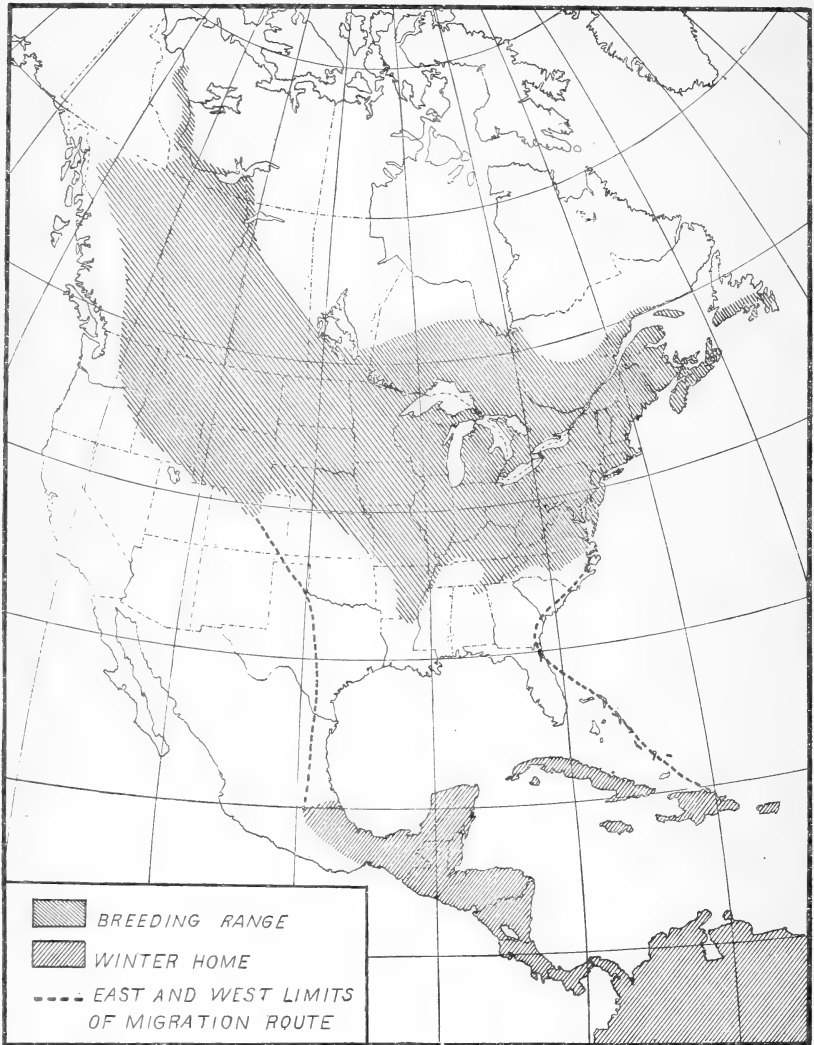 BREEDING RANGE
WINTER HOME
EAST AND WEST LIMITS
OF MIGRATION ROUTE